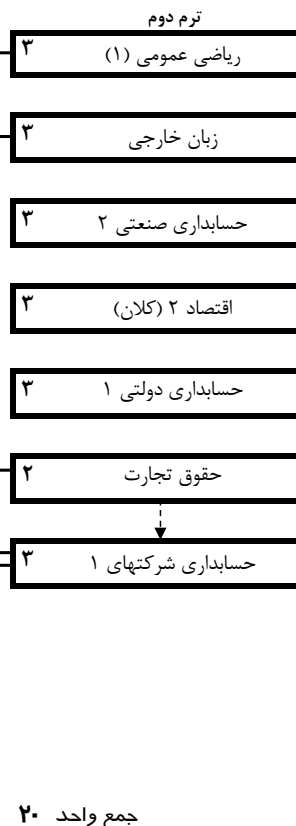 ترم دوم
ریاضی عمومی (۱) ۳
زبان خارجی ۳
حسابداری صنعتی ۲ ۳
اقتصاد ۲ (کلان) ۳
حسابداری دولتی ۱ ۳
حقوق تجارت ۲
حسابداری شرکتهای ۱ ۳
جمع واحد ۲۰